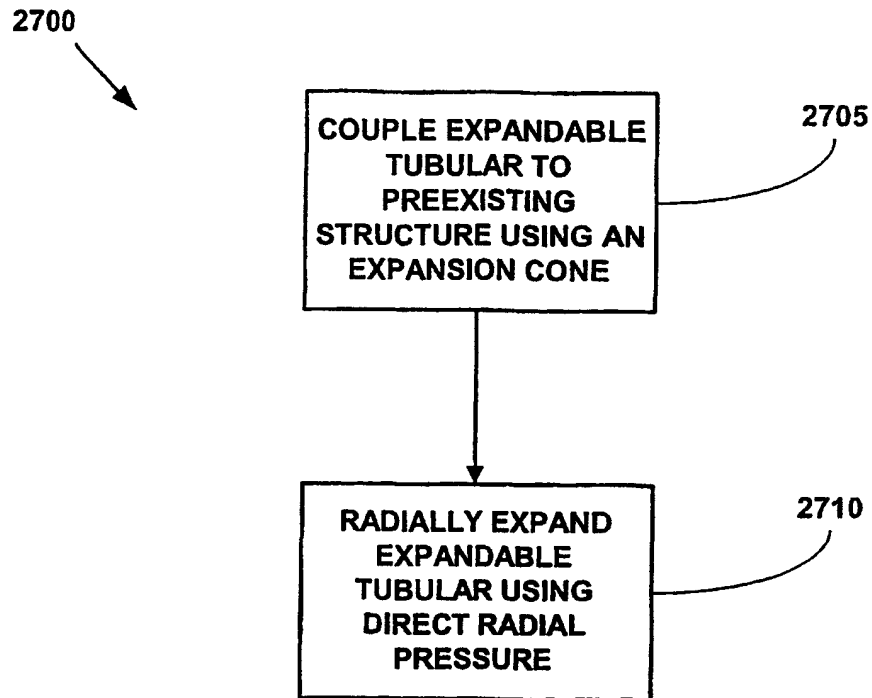 2700
COUPLE EXPANDABLE
TUBULAR TO
PREEXISTING
STRUCTURE USING AN
EXPANSION CONE
2705
RADIALLY EXPAND
EXPANDABLE
TUBULAR USING
DIRECT RADIAL
PRESSURE
2710